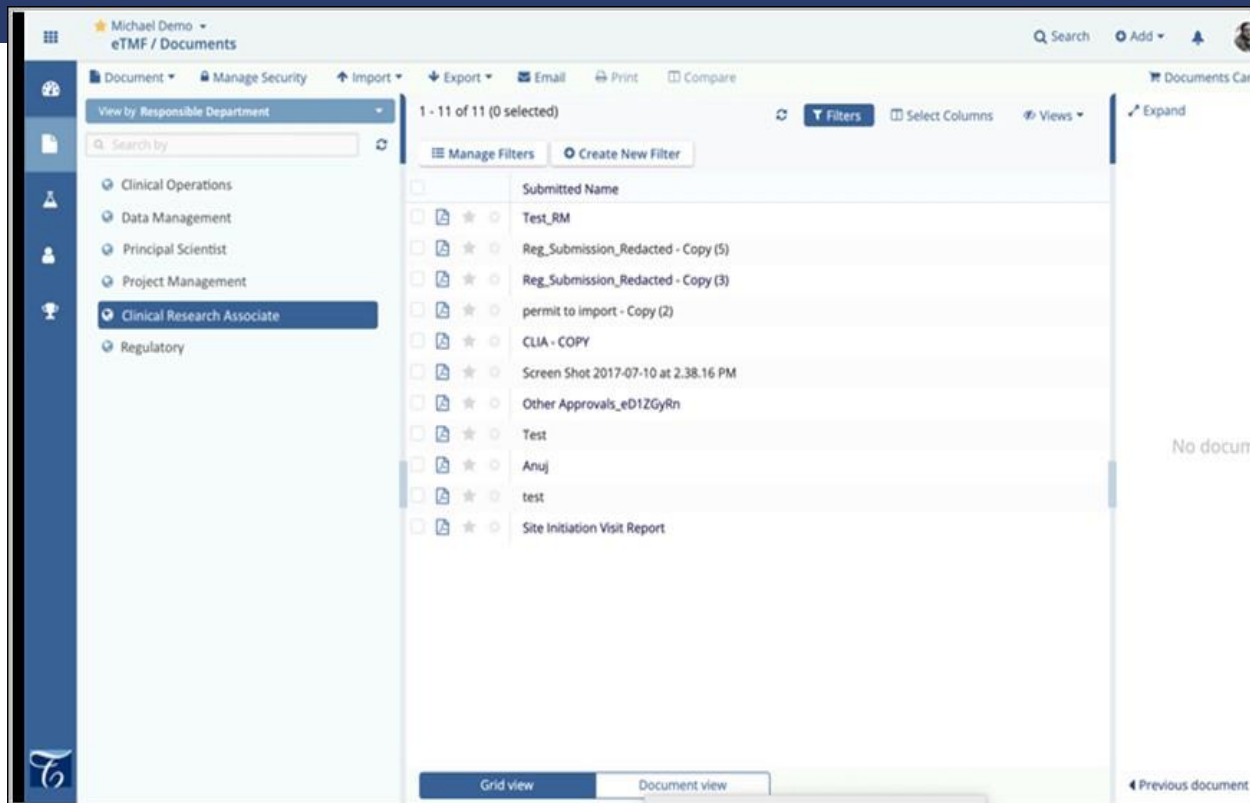 Michael Demo
eTMF / Documents
Search
Add
Document
Manage Security
Import
Export
Email
Print
Compare
Documents
View by Responsible Department
Search by
Clinical Operations
Data Management
Principal Scientist
Project Management
Clinical Research Associate
Regulatory
1 - 11 of 11 (0 selected)
Filters
Select Columns
Views
Manage Filters
Create New Filter
Submitted Name
Test_RM
Reg_Submission_Redacted - Copy (5)
Reg_Submission_Redacted - Copy (3)
permit to import - Copy (2)
CLIA - COPY
Screen Shot 2017-07-10 at 2.38.16 PM
Other Approvals_eD1ZGyRn
Test
Anuj
test
Site Initiation Visit Report
Grid view
Document view
Expand
No docum
Previous document